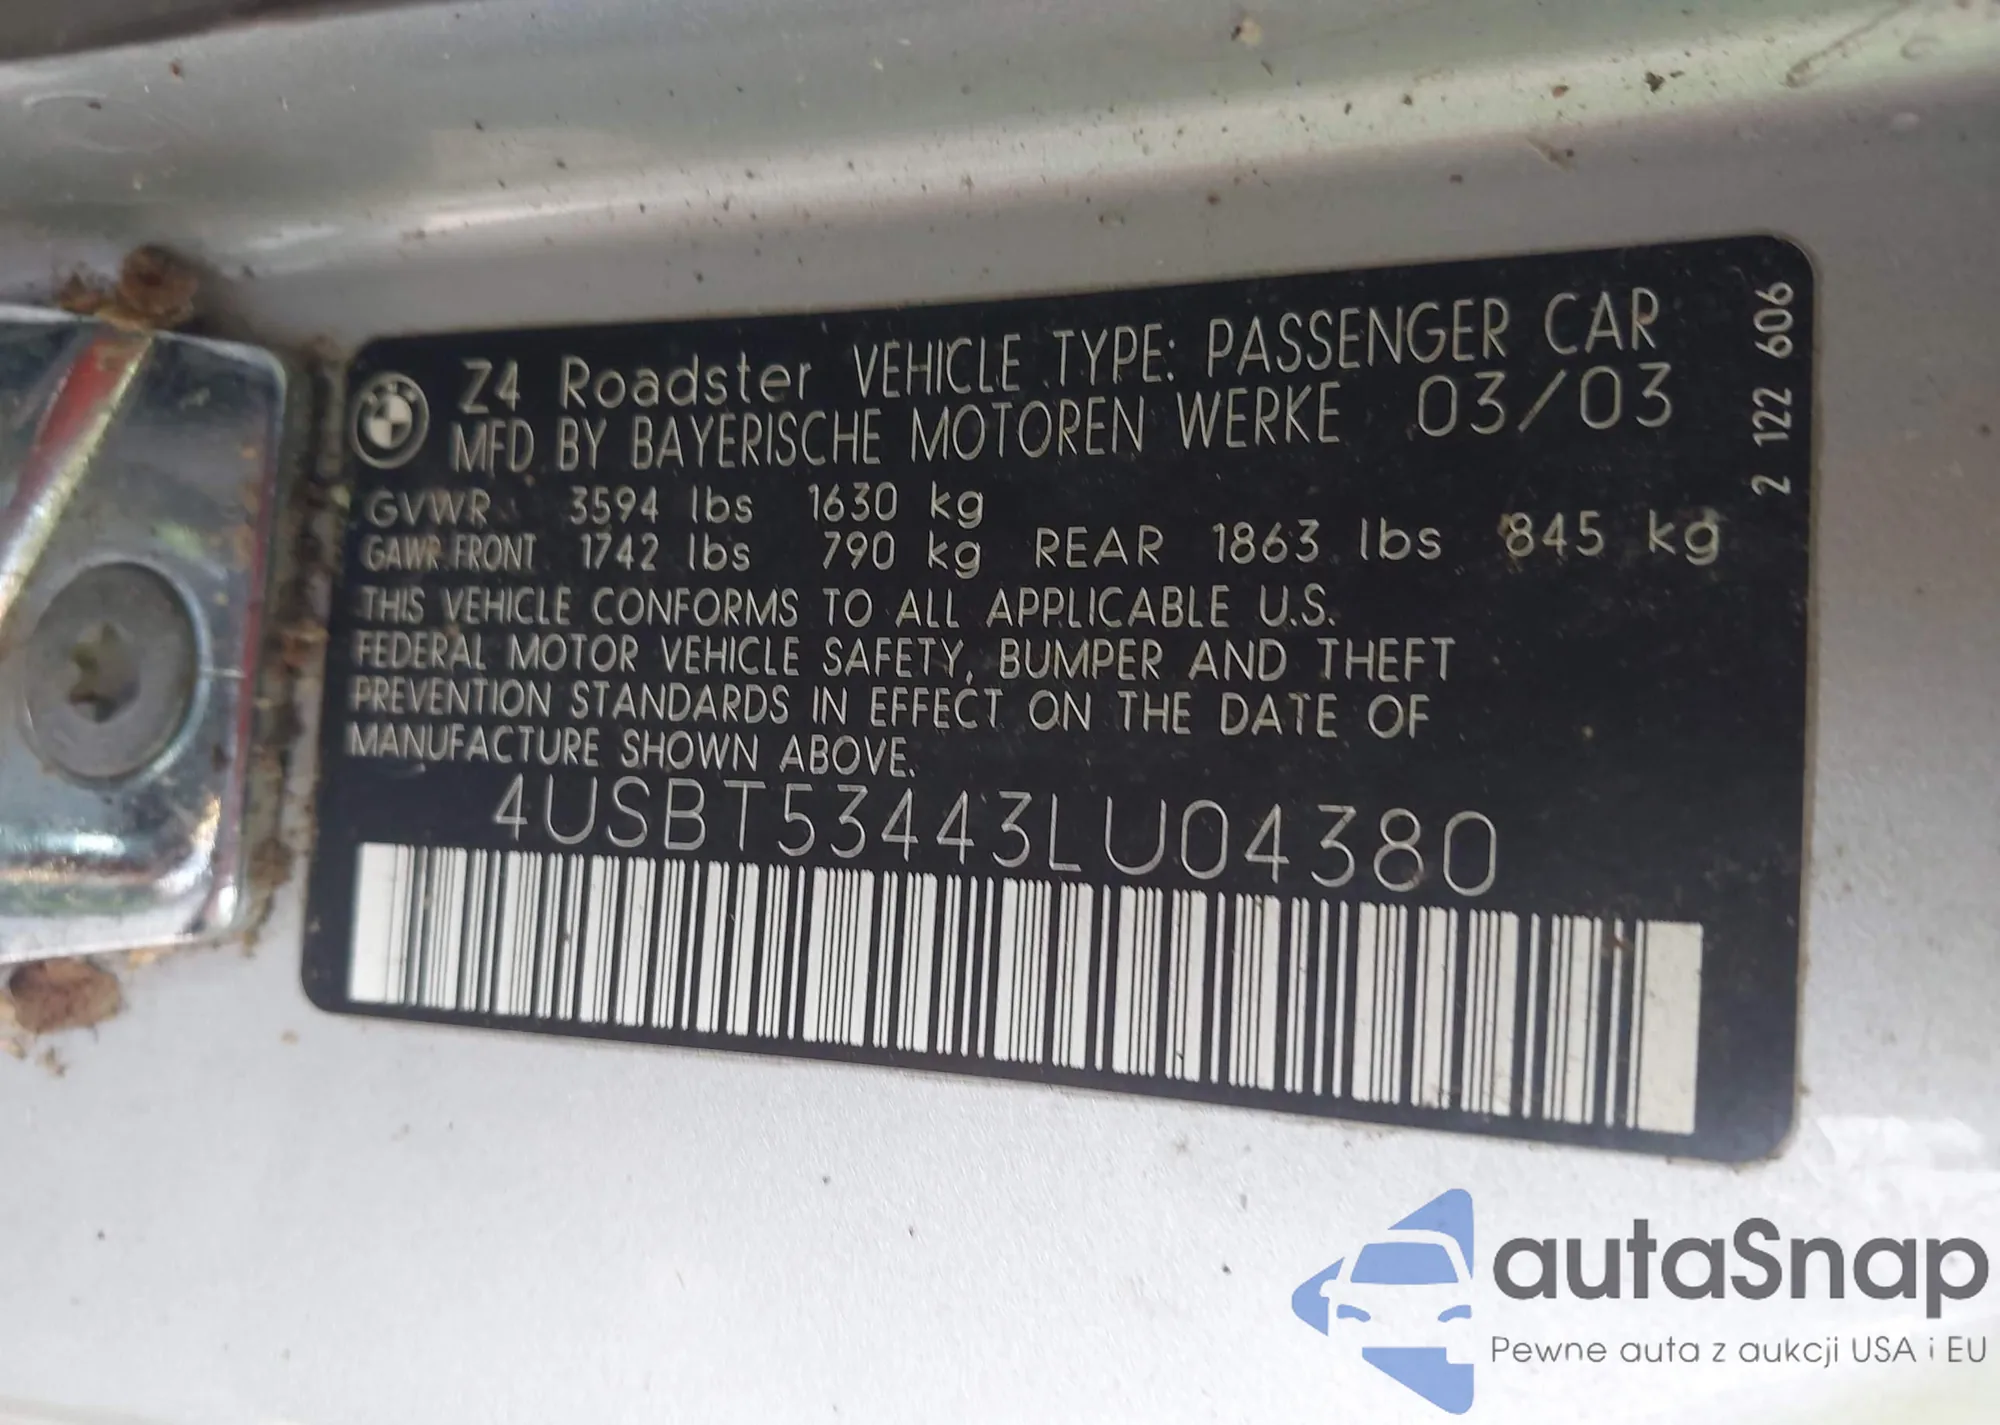 Z4 Roadster VEHICLE TYPE: PASSENGER CAR
MFD BY BAYERISCHE MOTOREN WERKE 03/03
GVWR 3594 lbs 1630 kg
GAWR FRONT 1742 lbs 790 kg REAR 1863 lbs 845 kg
THIS VEHICLE CONFORMS TO ALL APPLICABLE U.S.
FEDERAL MOTOR VEHICLE SAFETY, BUMPER AND THEFT
PREVENTION STANDARDS IN EFFECT ON THE DATE OF
MANUFACTURE SHOWN ABOVE.
4USBT53443LU04380
2 122 606
autaSnap
Pewne auta z aukcji USA i EU